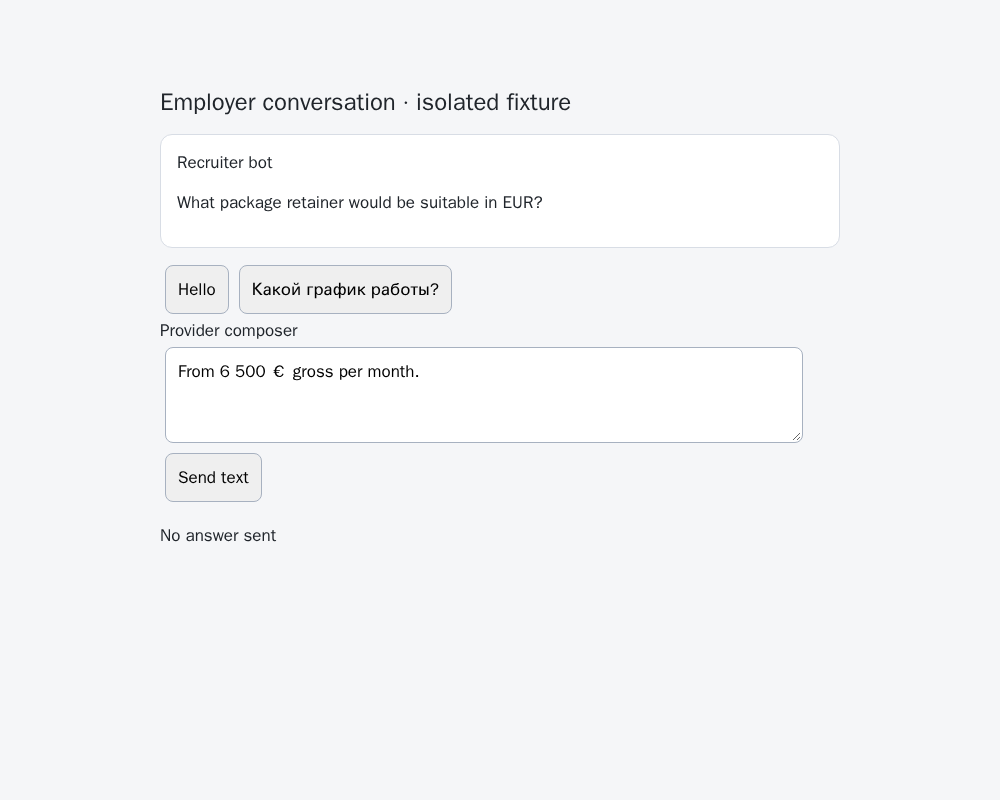 Employer conversation · isolated fixture
Recruiter bot
What package retainer would be suitable in EUR?
Hello
Какой график работы?
Provider composer
From 6 500 € gross per month.
Send text
No answer sent